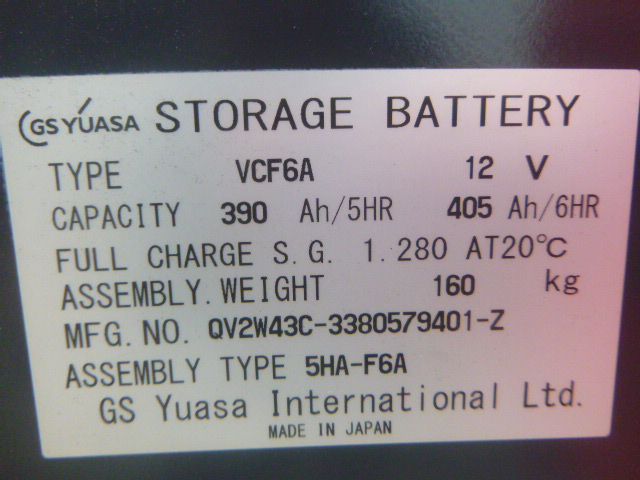 GS YUASA STORAGE BATTERY
TYPE VCF6A 12 V
CAPACITY 390 Ah/5HR 405 Ah/6HR
FULL CHARGE S.G. 1.280 AT20℃
ASSEMBLY.WEIGHT 160 kg
MFG.NO. QV2W43C-3380579401-Z
ASSEMBLY TYPE 5HA-F6A
GS Yuasa International Ltd.
MADE IN JAPAN